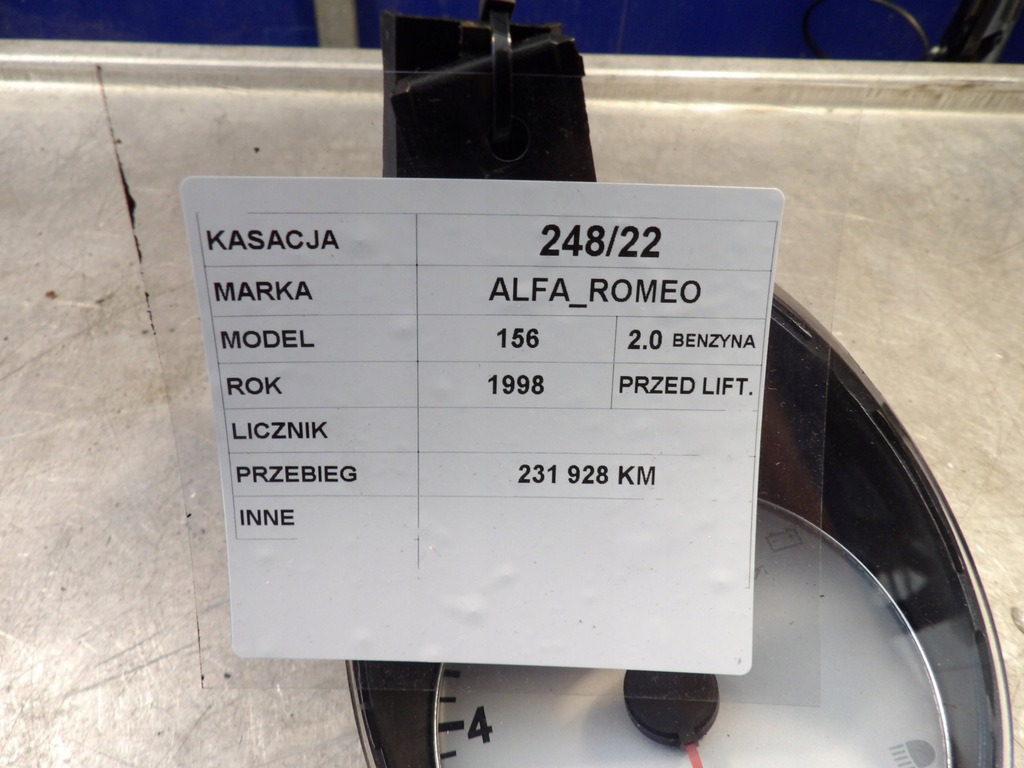 KASACJA 248/22
MARKA ALFA_ROMEO
MODEL 156 2.0 BENZYNA
ROK 1998 PRZED LIFT.
LICZNIK
PRZEBIEG 231 928 KM
INNE
4